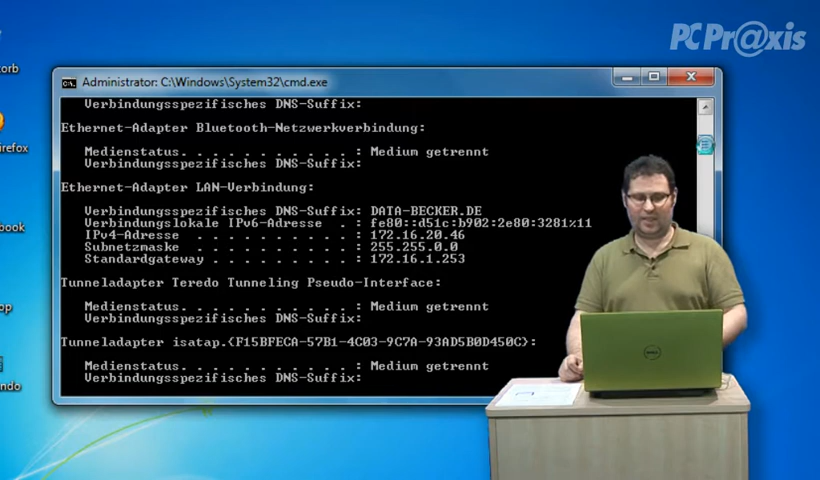 PCPr@xis
orb
Administrator: C:\Windows\System32\cmd.exe
Verbindungsspezifisches DNS-Suffix:
Ethernet-Adapter Bluetooth-Netzwerkverbindung:
irefox
Medienstatus. . . . . . . . . . . : Medium getrennt
Verbindungsspezifisches DNS-Suffix:
Ethernet-Adapter LAN-Verbindung:
Verbindungsspezifisches DNS-Suffix: DATA-BECKER.DE
book
Verbindungslokale IPv6-Adresse  . : fe80::d51c:b902:2e80:3281%11
IPv4-Adresse  . . . . . . . . . . : 172.16.20.46
Subnetzmaske  . . . . . . . . . . : 255.255.0.0
Standardgateway . . . . . . . . . : 172.16.1.253
Tunneladapter Teredo Tunneling Pseudo-Interface:
op
Medienstatus. . . . . . . . . . . : Medium getrennt
Verbindungsspezifisches DNS-Suffix:
Tunneladapter isatap.{F15BFECA-57B1-4C03-9C7A-93AD5B0D450C}:
DELL
Medienstatus. . . . . . . . . . . : Medium getrennt
Verbindungsspezifisches DNS-Suffix:
ndo